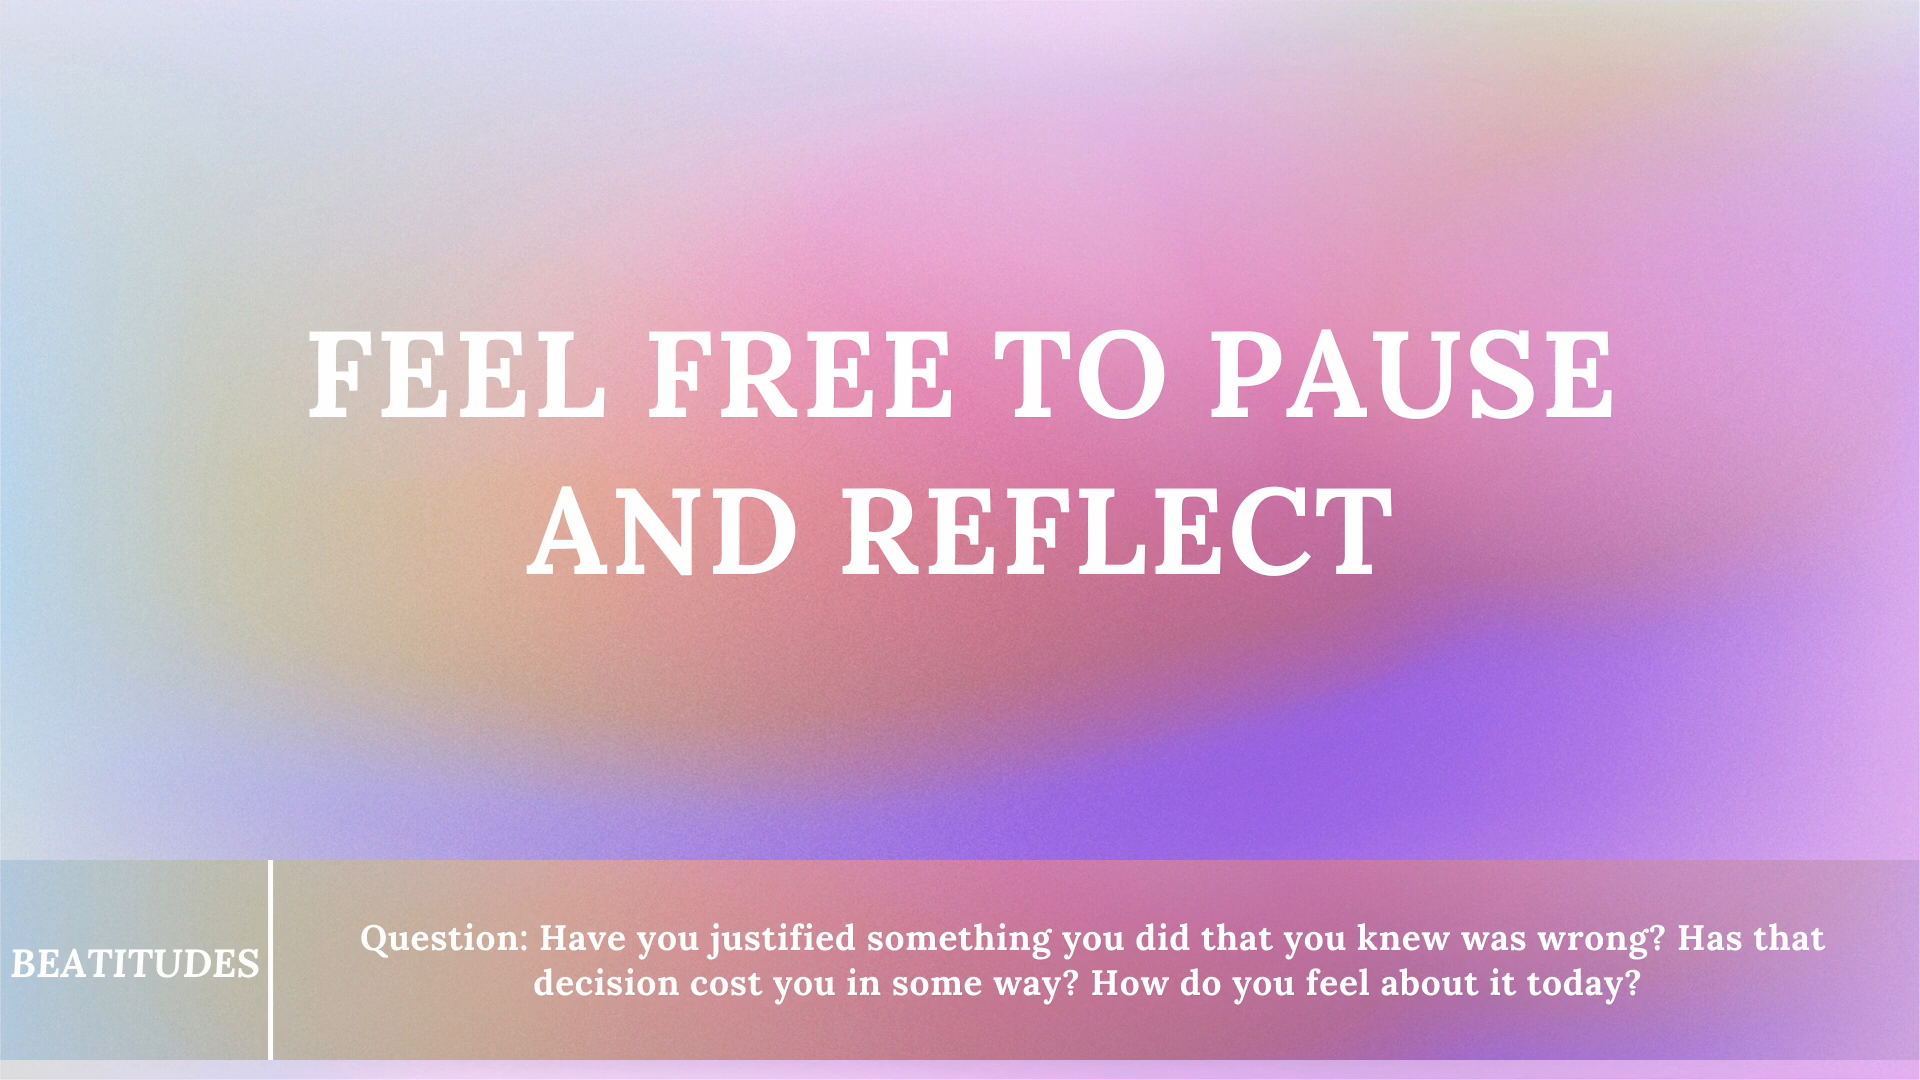 FEEL FREE TO PAUSE
AND REFLECT
BEATITUDES
Question: Have you justified something you did that you knew was wrong? Has that
decision cost you in some way? How do you feel about it today?